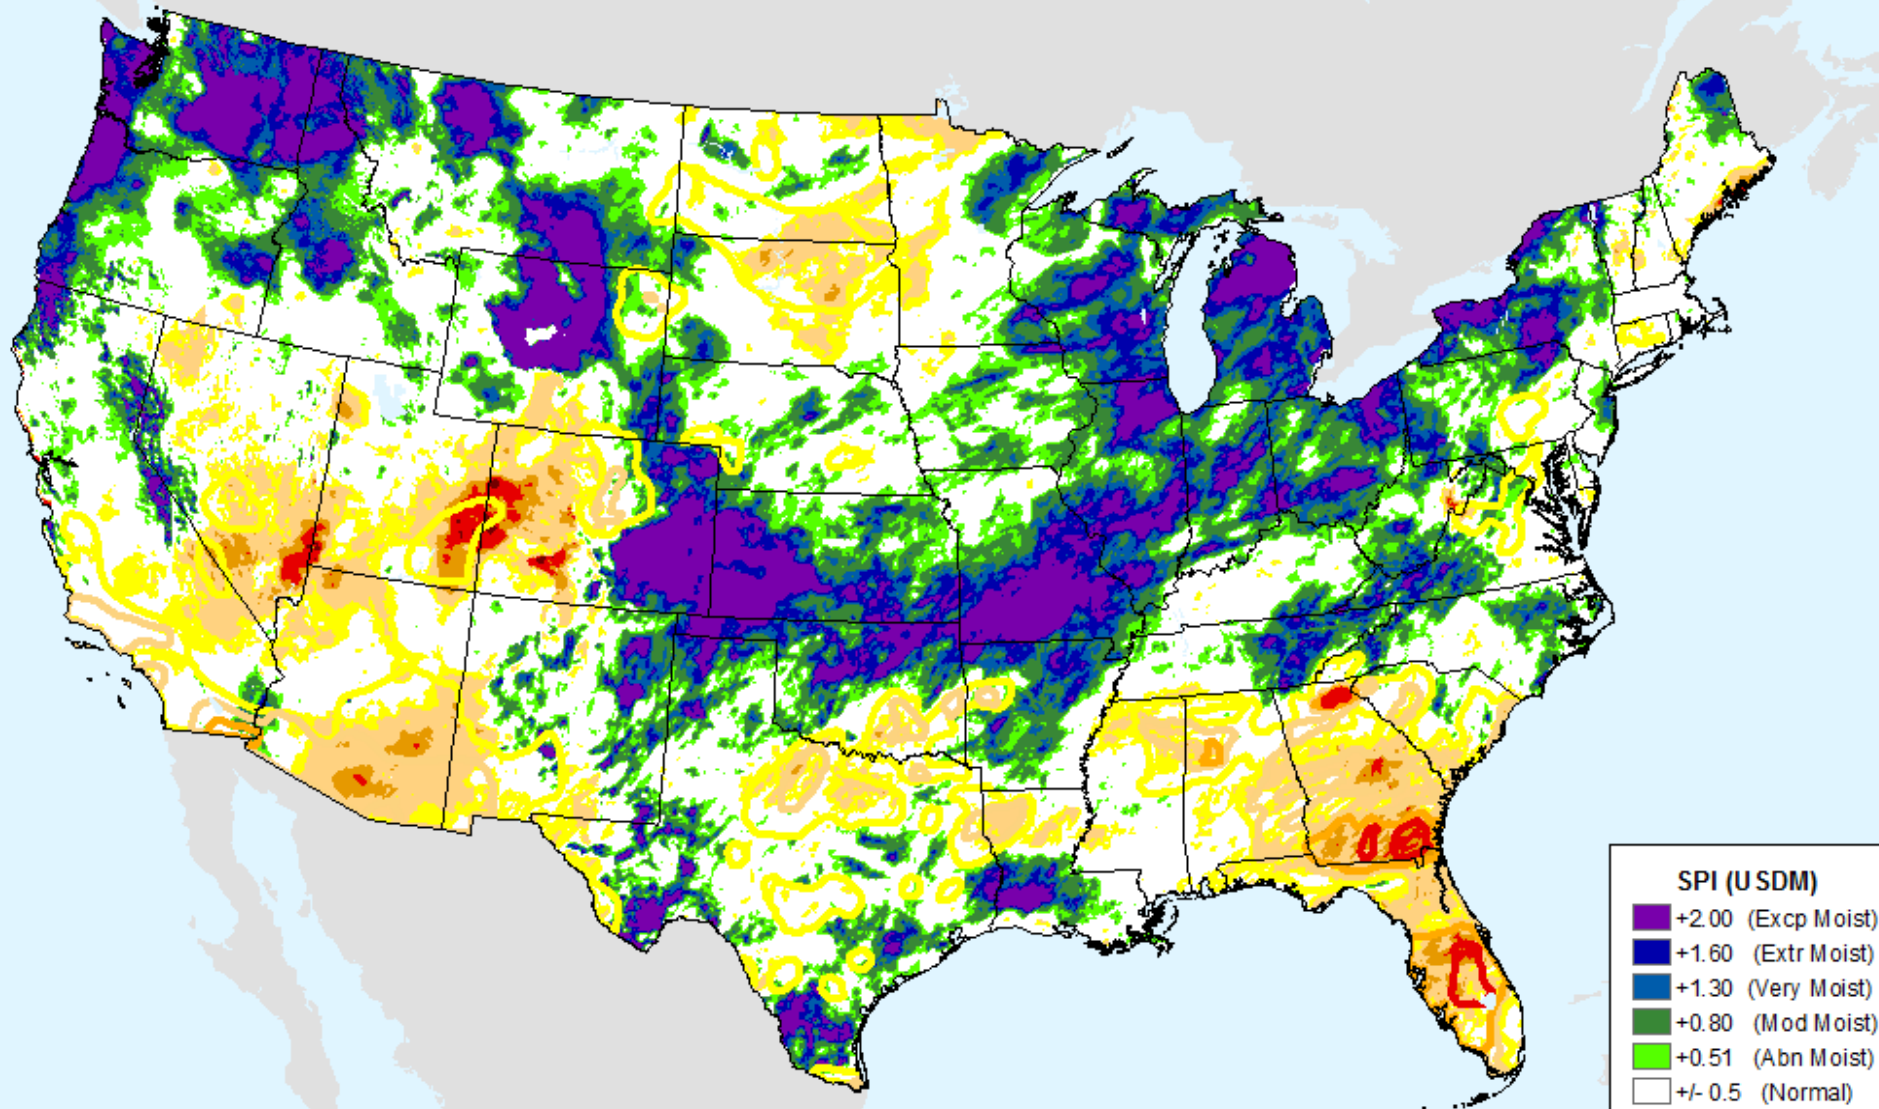 SPI (USDM)
+2.00 (Excp Moist)
+1.60 (Extr Moist)
+1.30 (Very Moist)
+0.80 (Mod Moist)
+0.51 (Abn Moist)
+/- 0.5 (Normal)